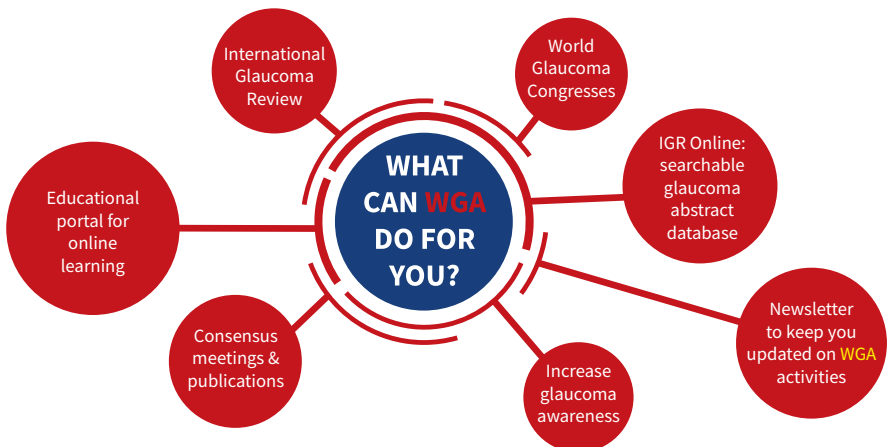 International
Glaucoma
Review
World
Glaucoma
Congresses
WHAT
CAN WGA
DO FOR
YOU?
IGR Online:
searchable
glaucoma
abstract
database
Educational
portal for
online
learning
Newsletter
to keep you
updated on WGA
activities
Consensus
meetings &
publications
Increase
glaucoma
awareness